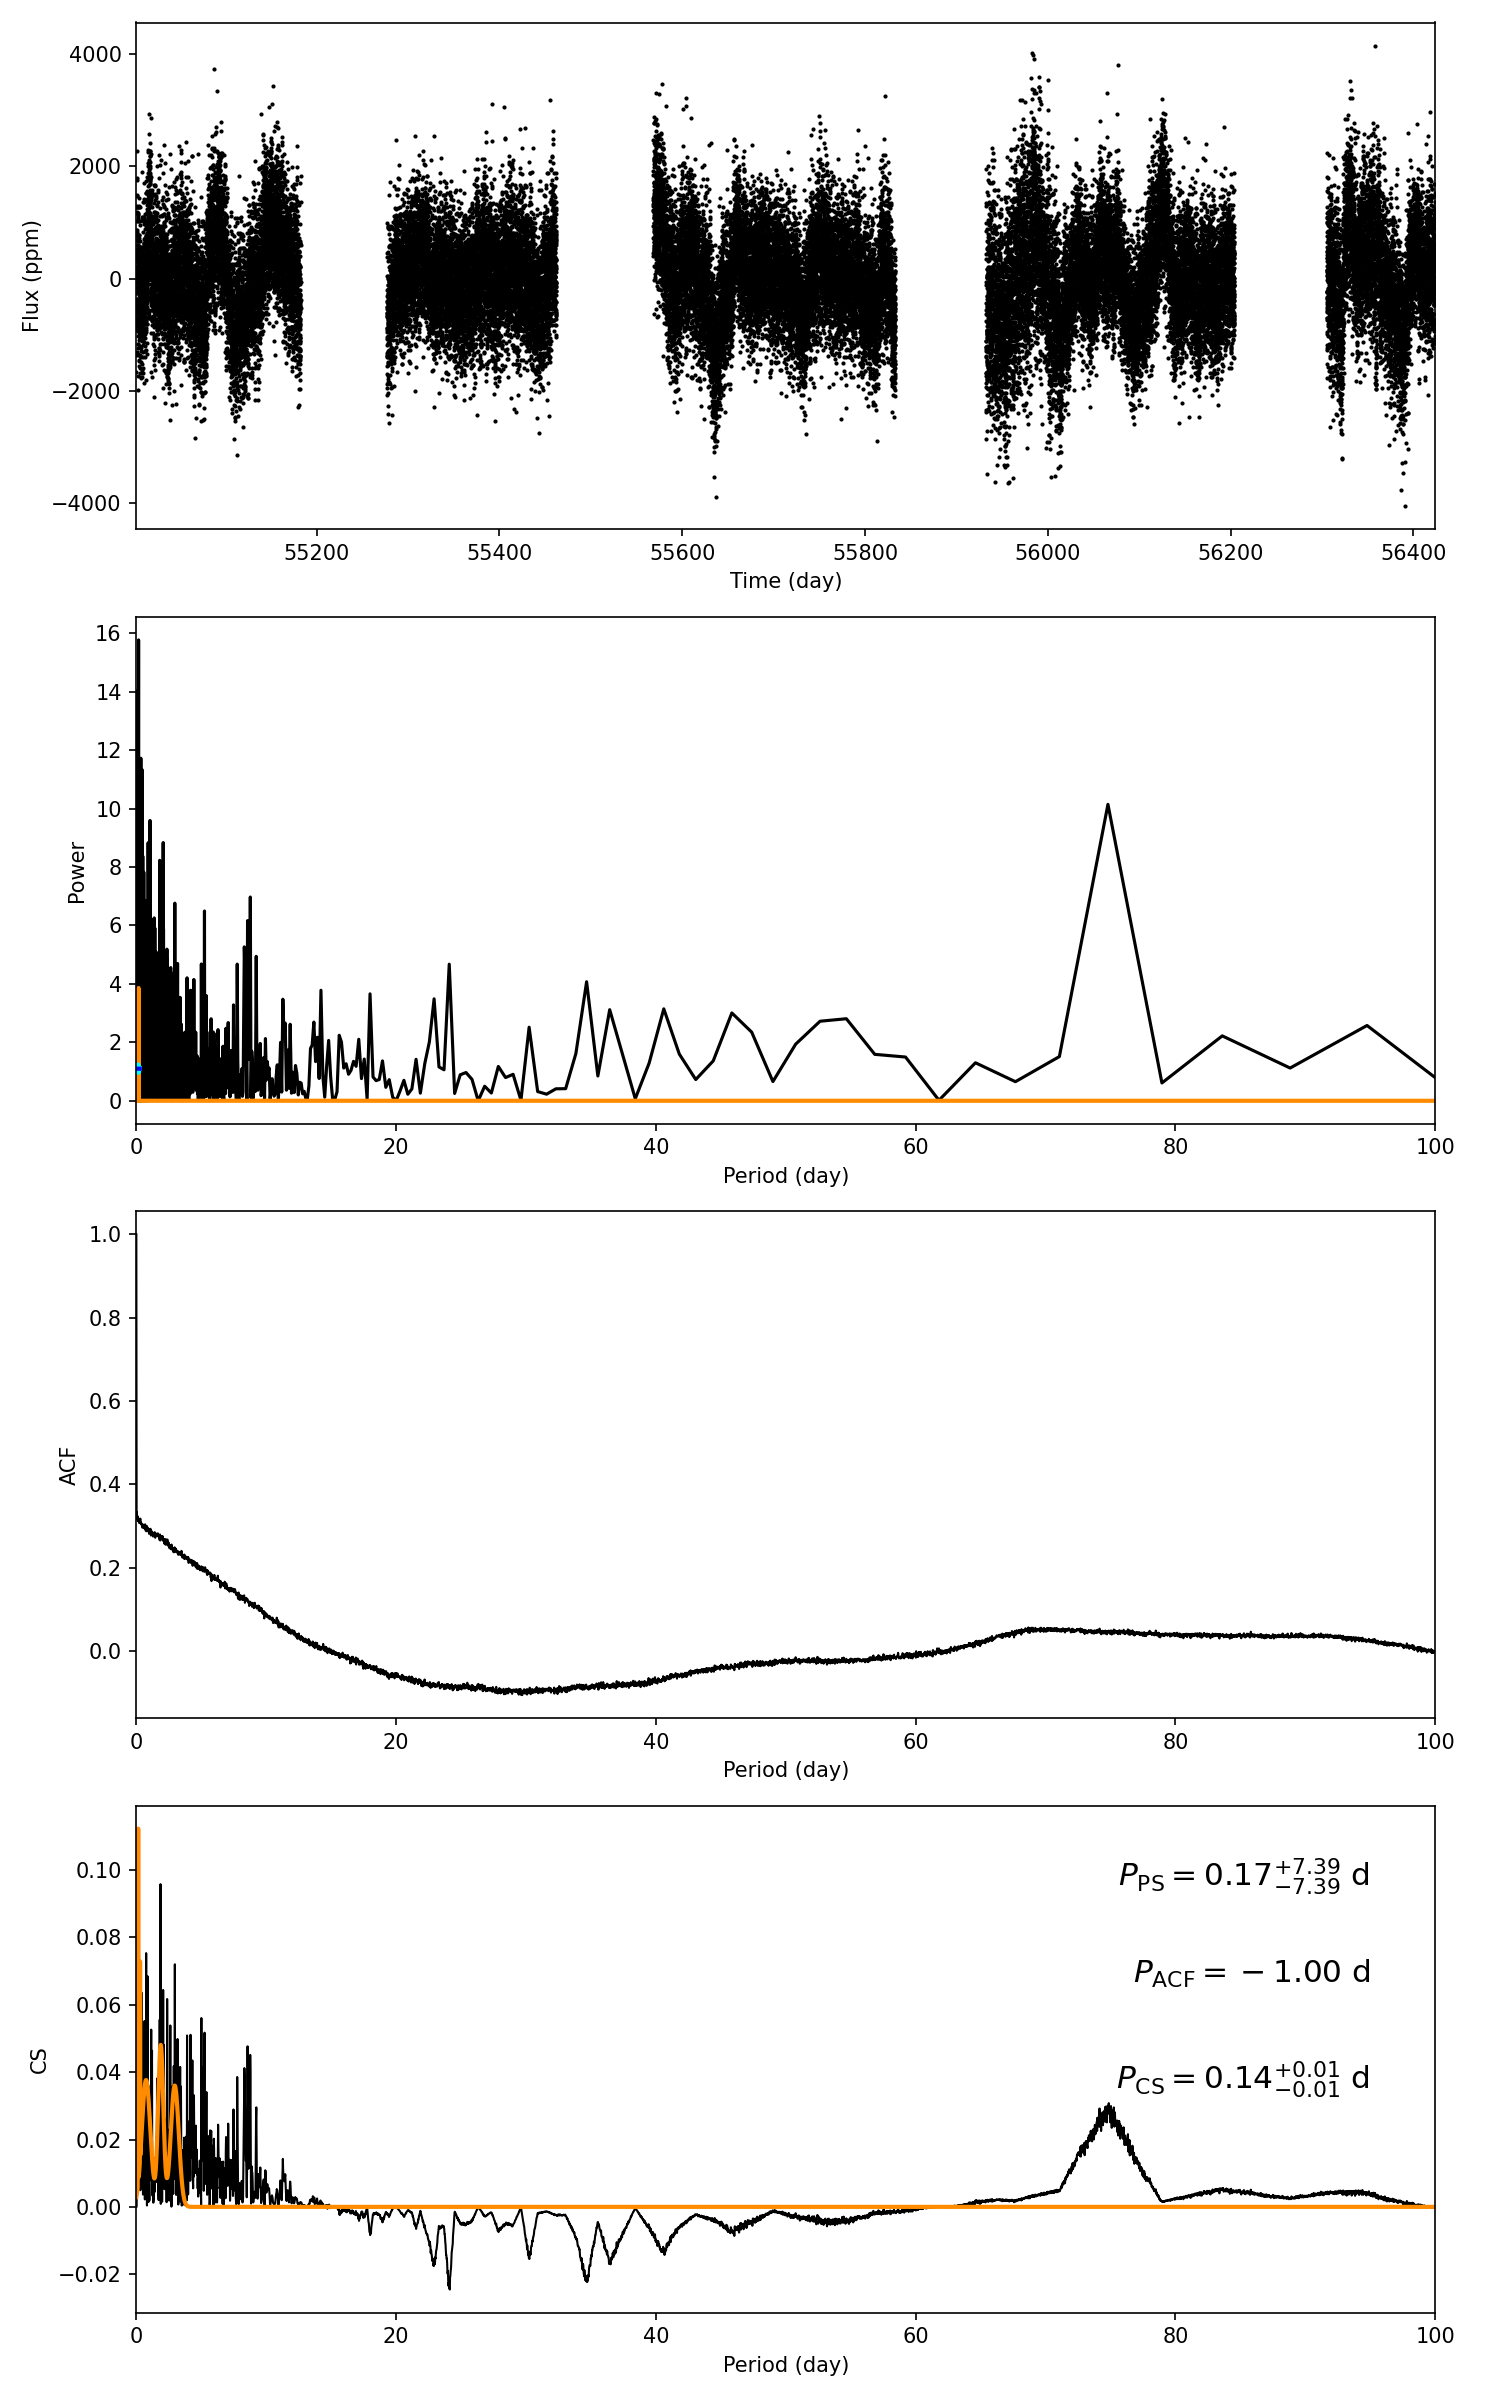 4000
2000
0
−2000
−4000
Flux (ppm)
55200 55400 55600 55800 56000 56200 56400
Time (day)
16
14
12
10
8
6
4
2
0
Power
0 20 40 60 80 100
Period (day)
1.0
0.8
0.6
0.4
0.2
0.0
ACF
0 20 40 60 80 100
Period (day)
0.10
0.08
0.06
0.04
0.02
0.00
−0.02
CS
P_PS = 0.17^{+7.39}_{−7.39} d
P_ACF = −1.00 d
P_CS = 0.14^{+0.01}_{−0.01} d
0 20 40 60 80 100
Period (day)